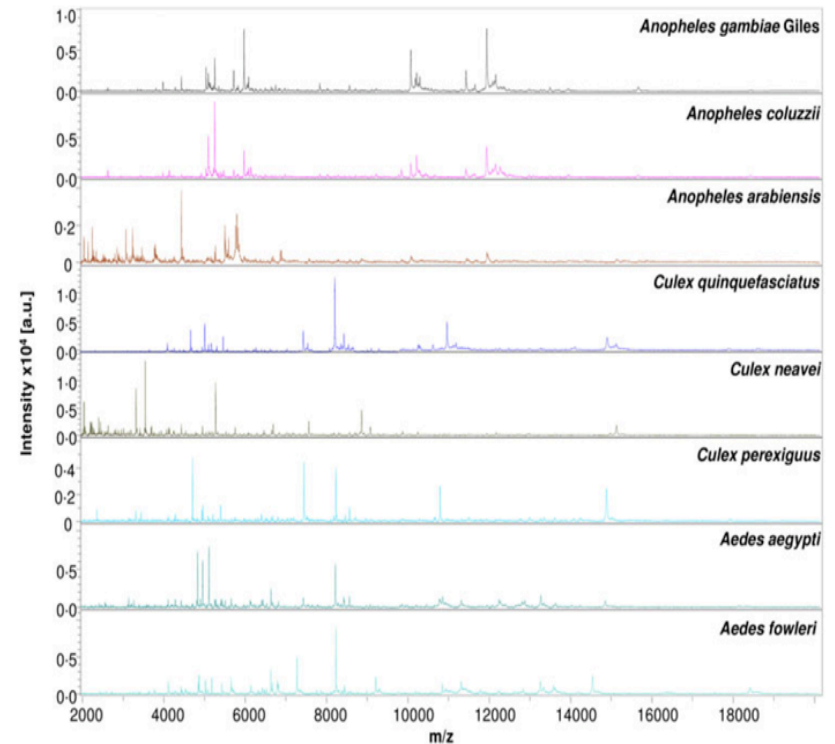 1·0
Anopheles gambiae Giles
0·5
0·0
Anopheles coluzzii
0·5
0·0
Anopheles arabiensis
0·2
0
Culex quinquefasciatus
1·0
0·5
0·0
Culex neavei
1·0
0·5
0·0
Culex perexiguus
0·4
0·2
0
Aedes aegypti
0·5
0·0
Aedes fowleri
0·5
0·0
Intensity x10⁴ [a.u.]
2000 4000 6000 8000 10000 12000 14000 16000 18000
m/z